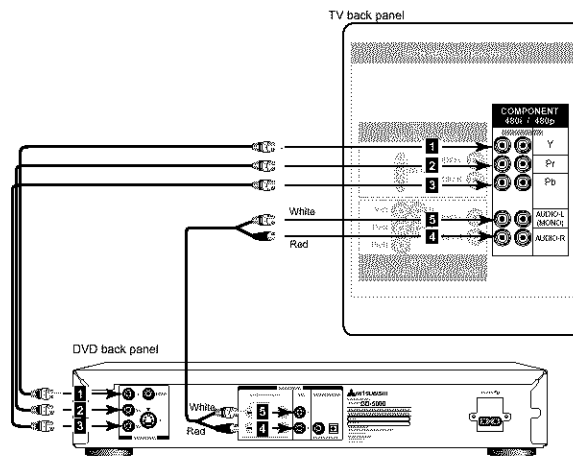 TV back panel
COMPONENT
480i / 480p
1 Y
2 Pr
3 Pb
White 5 AUDIO-L
(MONO)
Red 4 AUDIO-R
DVD back panel
1
2
3
White 5
Red 4
MITSUBISHI